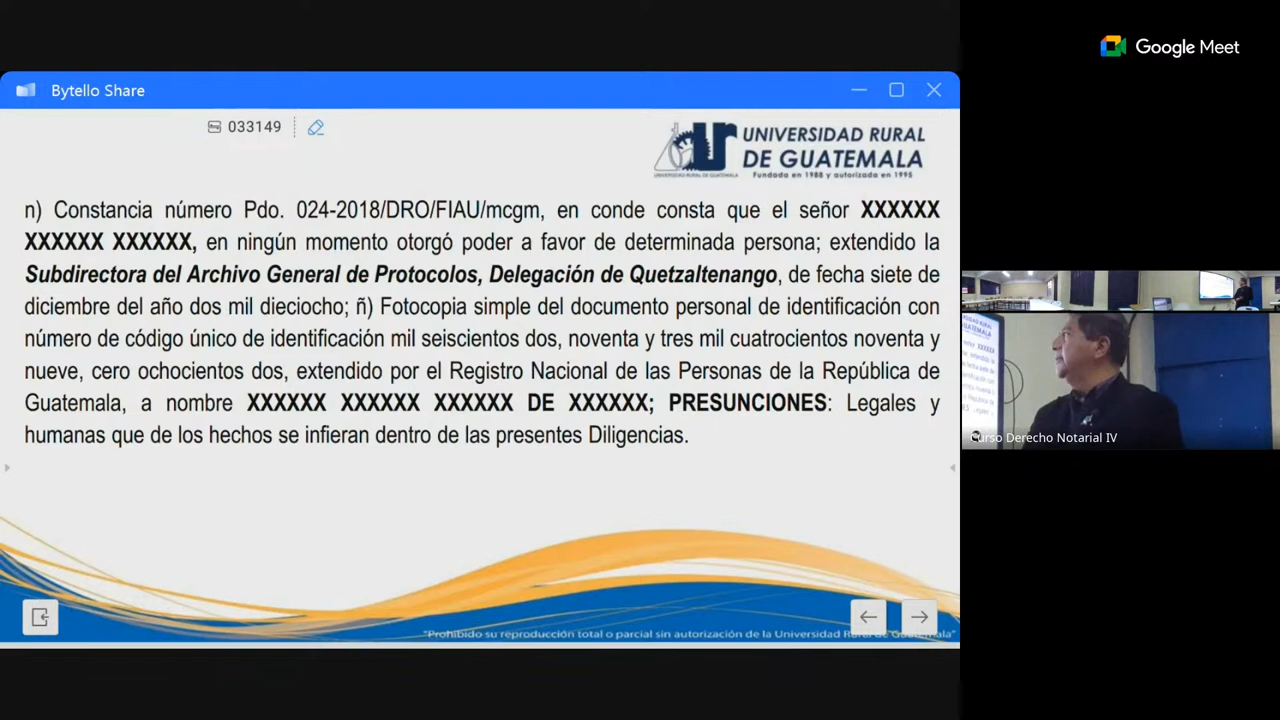 Google Meet
Bytello Share
033149
UNIVERSIDAD RURAL
DE GUATEMALA
Fundada en 1988 y autorizada en 1995
UNIVERSIDAD RURAL DE GUATEMALA
n) Constancia número Pdo. 024-2018/DRO/FIAU/mcgm, en conde consta que el señor XXXXXX
XXXXXX XXXXXX, en ningún momento otorgó poder a favor de determinada persona; extendido la
Subdirectora del Archivo General de Protocolos, Delegación de Quetzaltenango, de fecha siete de
diciembre del año dos mil dieciocho; ñ) Fotocopia simple del documento personal de identificación con
número de código único de identificación mil seiscientos dos, noventa y tres mil cuatrocientos noventa y
nueve, cero ochocientos dos, extendido por el Registro Nacional de las Personas de la República de
Guatemala, a nombre XXXXXX XXXXXX XXXXXX DE XXXXXX; PRESUNCIONES: Legales y
humanas que de los hechos se infieran dentro de las presentes Diligencias.
"Prohibido su reproducción total o parcial sin autorización de la Universidad Rural de Guatemala"
Curso Derecho Notarial IV